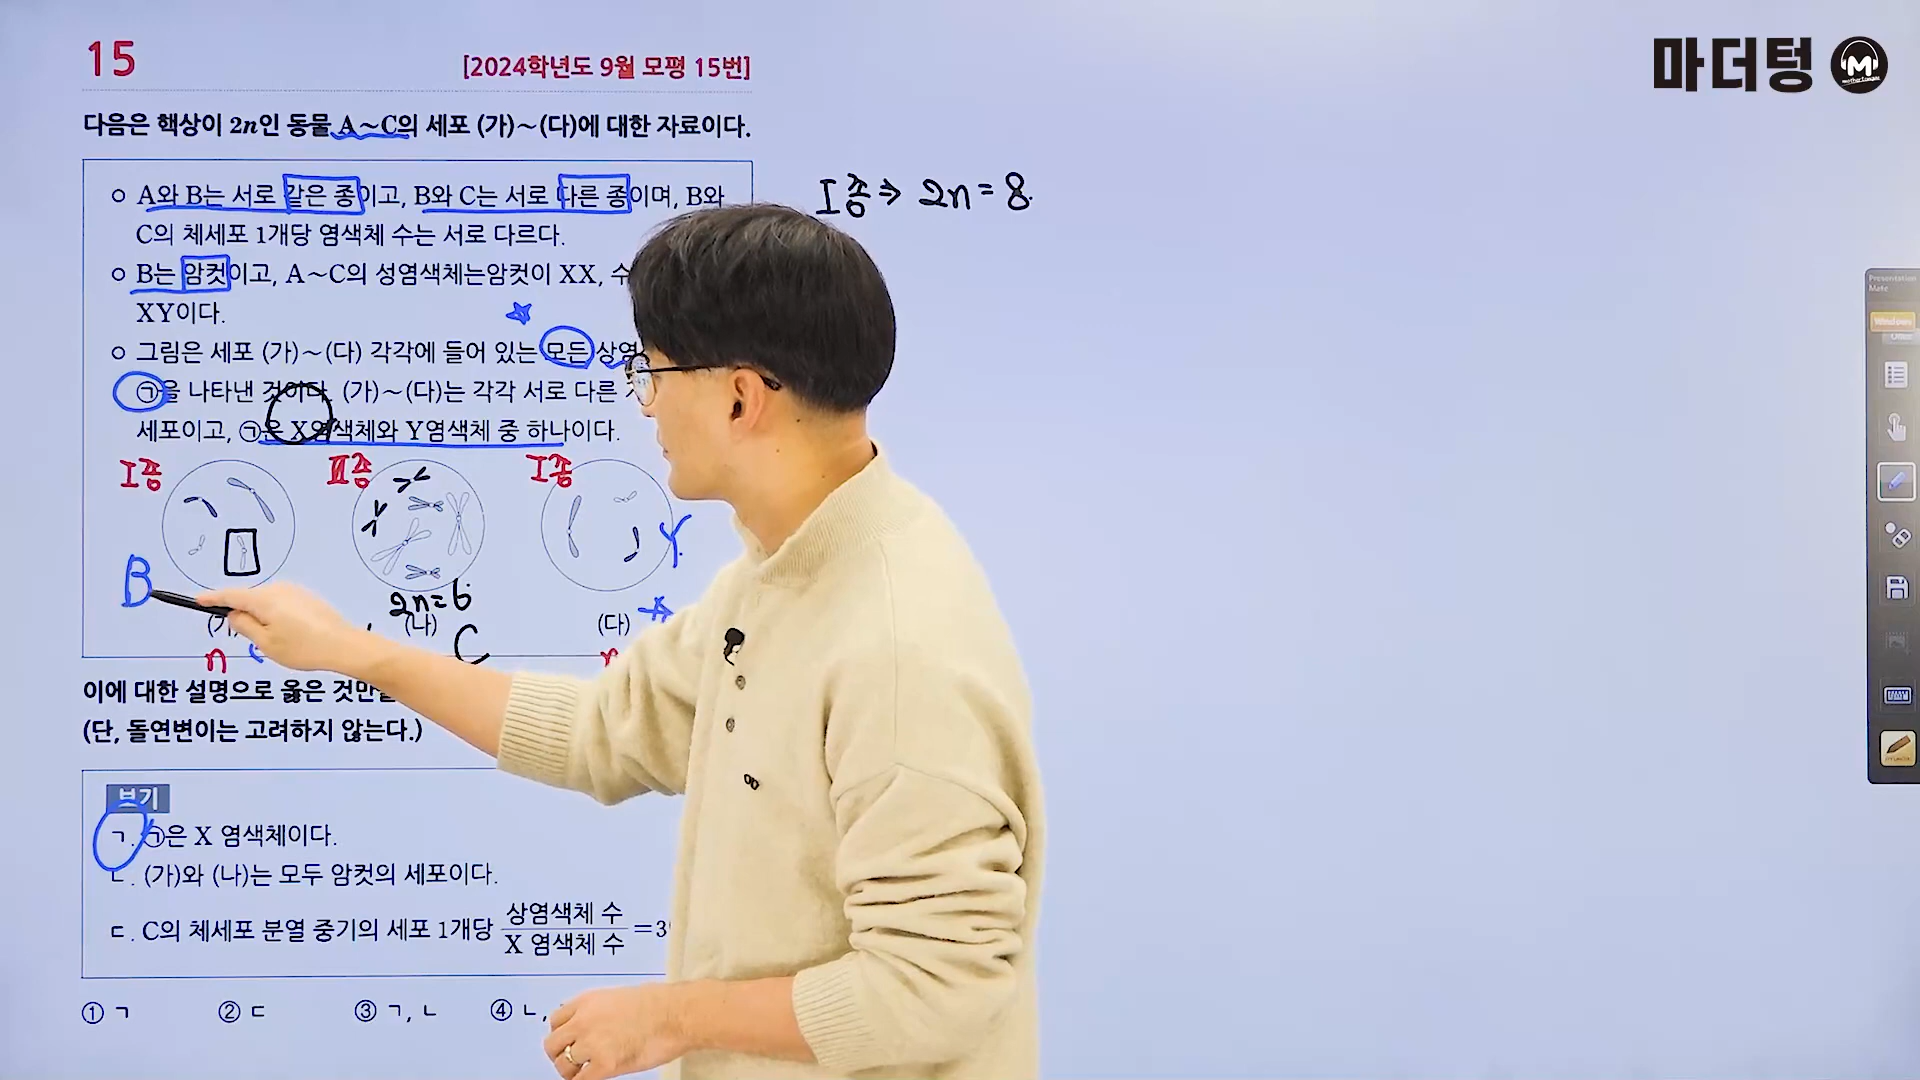 15
[2024학년도 9월 모평 15번]
마더텅
다음은 핵상이 2n인 동물 A~C의 세포 (가)~(다)에 대한 자료이다.
○ A와 B는 서로 같은 종이고, B와 C는 서로 다른 종이며, B와
C의 체세포 1개당 염색체 수는 서로 다르다.
○ B는 암컷이고, A~C의 성염색체는암컷이 XX, 수
XY이다.
○ 그림은 세포 (가)~(다) 각각에 들어 있는 모든 상염
㉠을 나타낸 것이다. (가)~(다)는 각각 서로 다른
세포이고, ㉠은 X염색체와 Y염색체 중 하나이다.
I종 ⇒ 2n=8
I종 II종 I종
B
Y
2n=6
(가) (나) (다)
n C
이에 대한 설명으로 옳은 것만을
(단, 돌연변이는 고려하지 않는다.)
보기
ㄱ. ㉠은 X 염색체이다.
ㄴ. (가)와 (나)는 모두 암컷의 세포이다.
ㄷ. C의 체세포 분열 중기의 세포 1개당 상염색체 수 / X 염색체 수 =3
① ㄱ ② ㄷ ③ ㄱ, ㄴ ④ ㄴ,